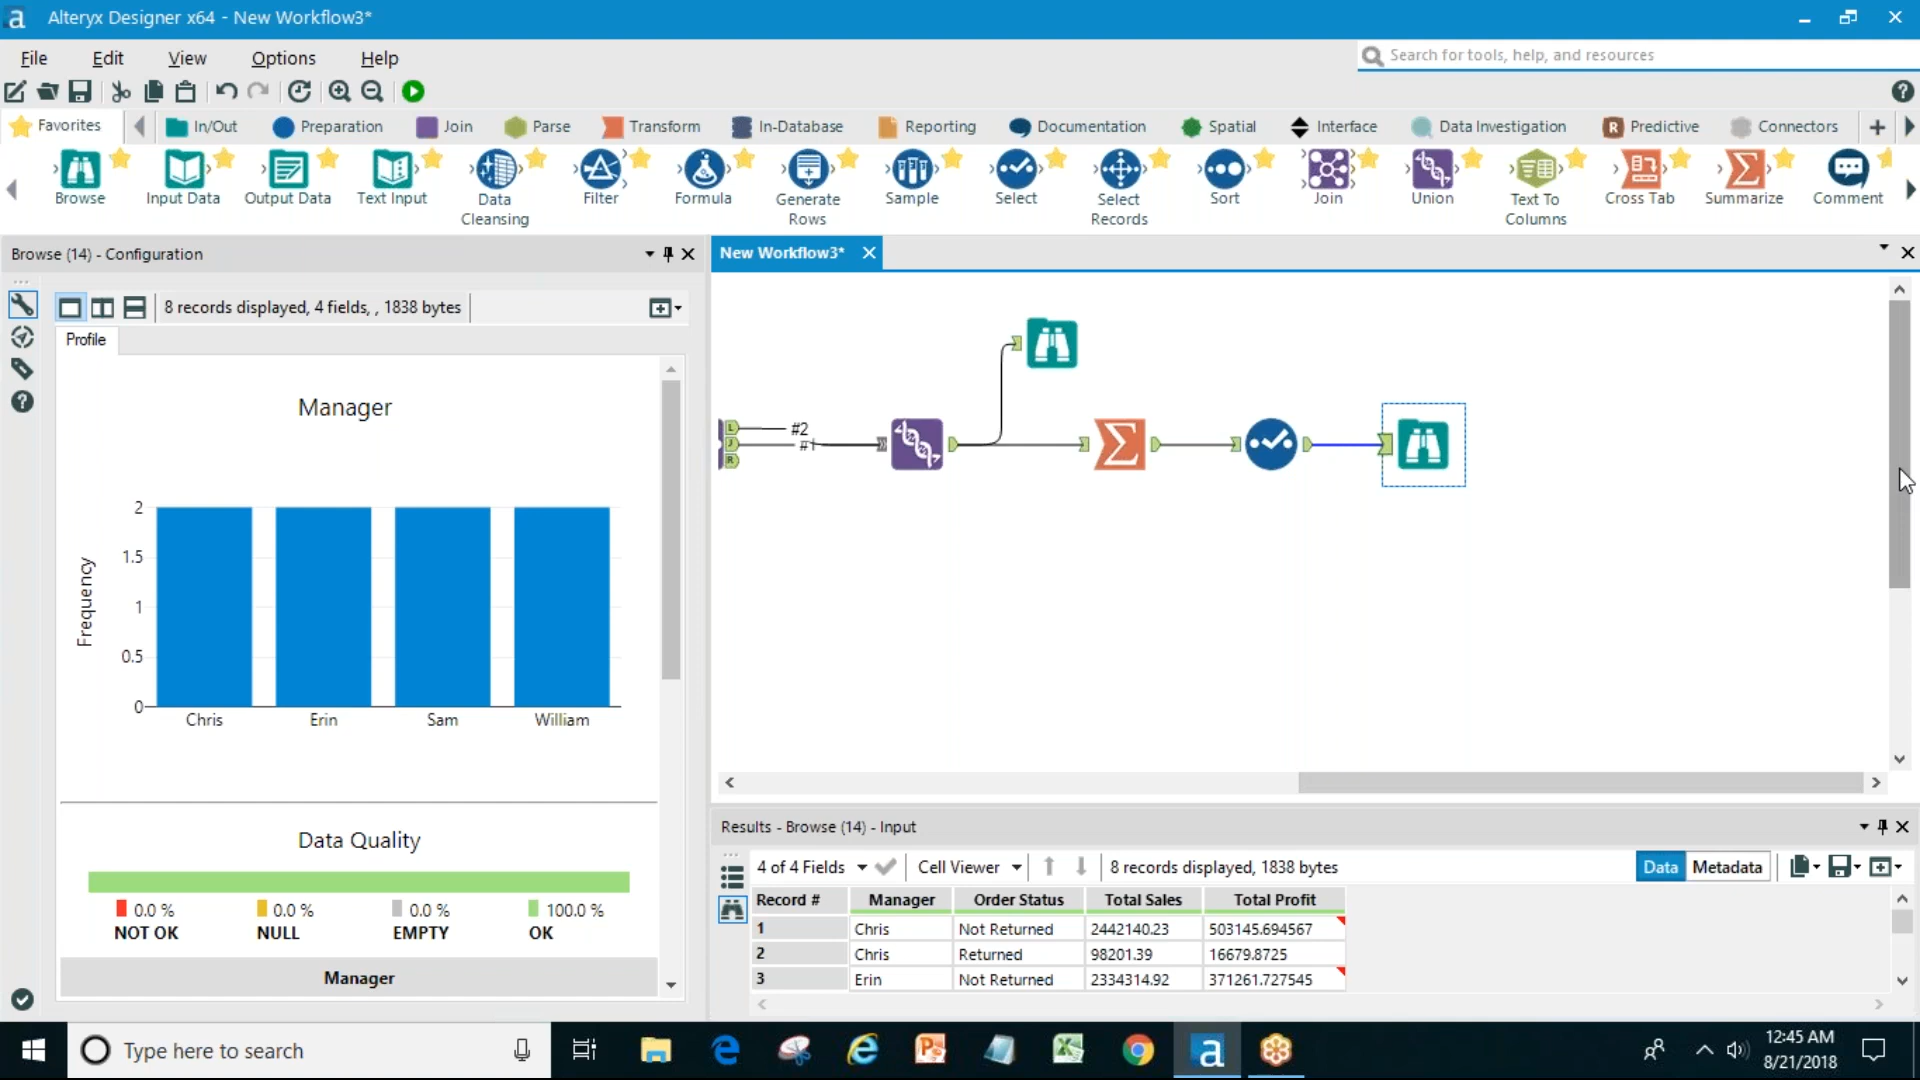 a Alteryx Designer x64 - New Workflow3*
File Edit View Options Help
Search for tools, help, and resources
Favorites In/Out Preparation Join Parse Transform In-Database Reporting Documentation Spatial Interface Data Investigation R Predictive Connectors
Browse Input Data Output Data Text Input Data Cleansing Filter Formula Generate Rows Sample Select Select Records Sort Join Union Text To Columns Cross Tab Summarize Comment
Browse (14) - Configuration
New Workflow3*
8 records displayed, 4 fields, , 1838 bytes
Profile
Manager
Frequency
2
1.5
1
0.5
0
Chris Erin Sam William
Data Quality
0.0 % 0.0 % 0.0 % 100.0 %
NOT OK NULL EMPTY OK
Manager
L
J
R
#2
#1
Results - Browse (14) - Input
4 of 4 Fields Cell Viewer 8 records displayed, 1838 bytes Data Metadata
Record # Manager Order Status Total Sales Total Profit
1 Chris Not Returned 2442140.23 503145.694567
2 Chris Returned 98201.39 16679.8725
3 Erin Not Returned 2334314.92 371261.727545
Type here to search
12:45 AM
8/21/2018